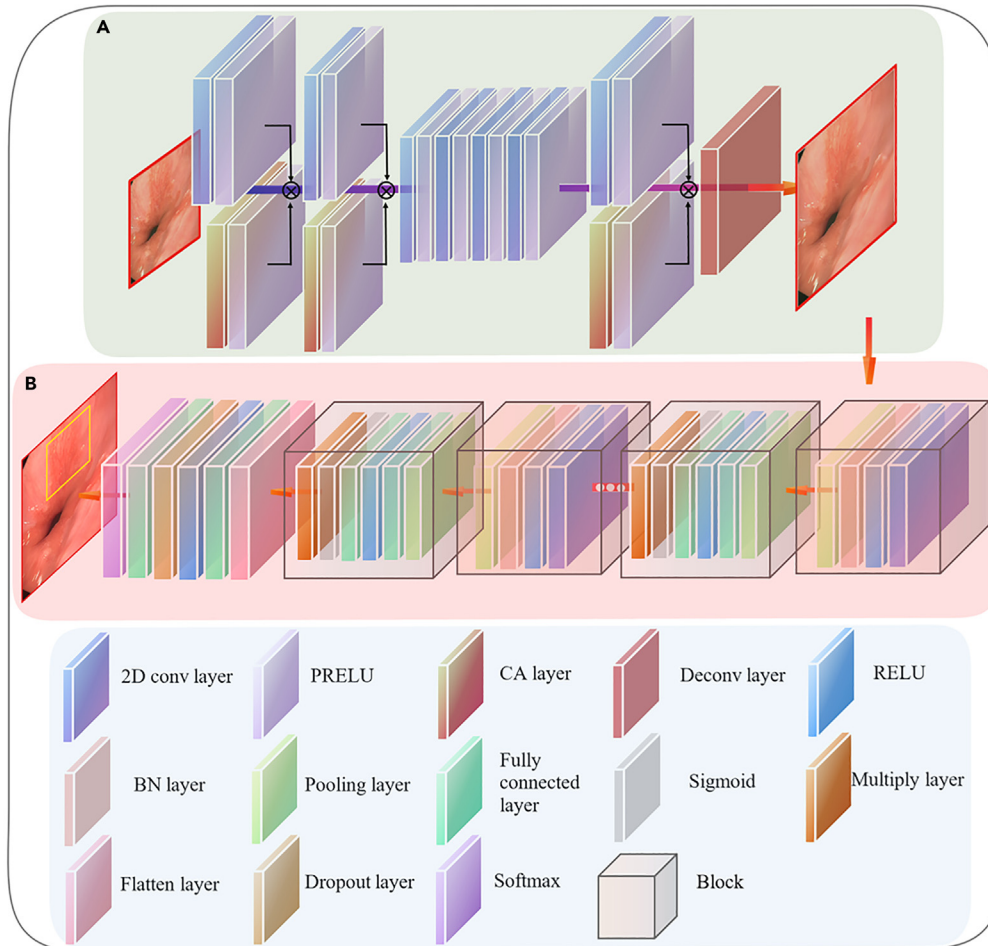 A
B
2D conv layer
PRELU
CA layer
Deconv layer
RELU
BN layer
Pooling layer
Fully
connected
layer
Sigmoid
Multiply layer
Flatten layer
Dropout layer
Softmax
Block